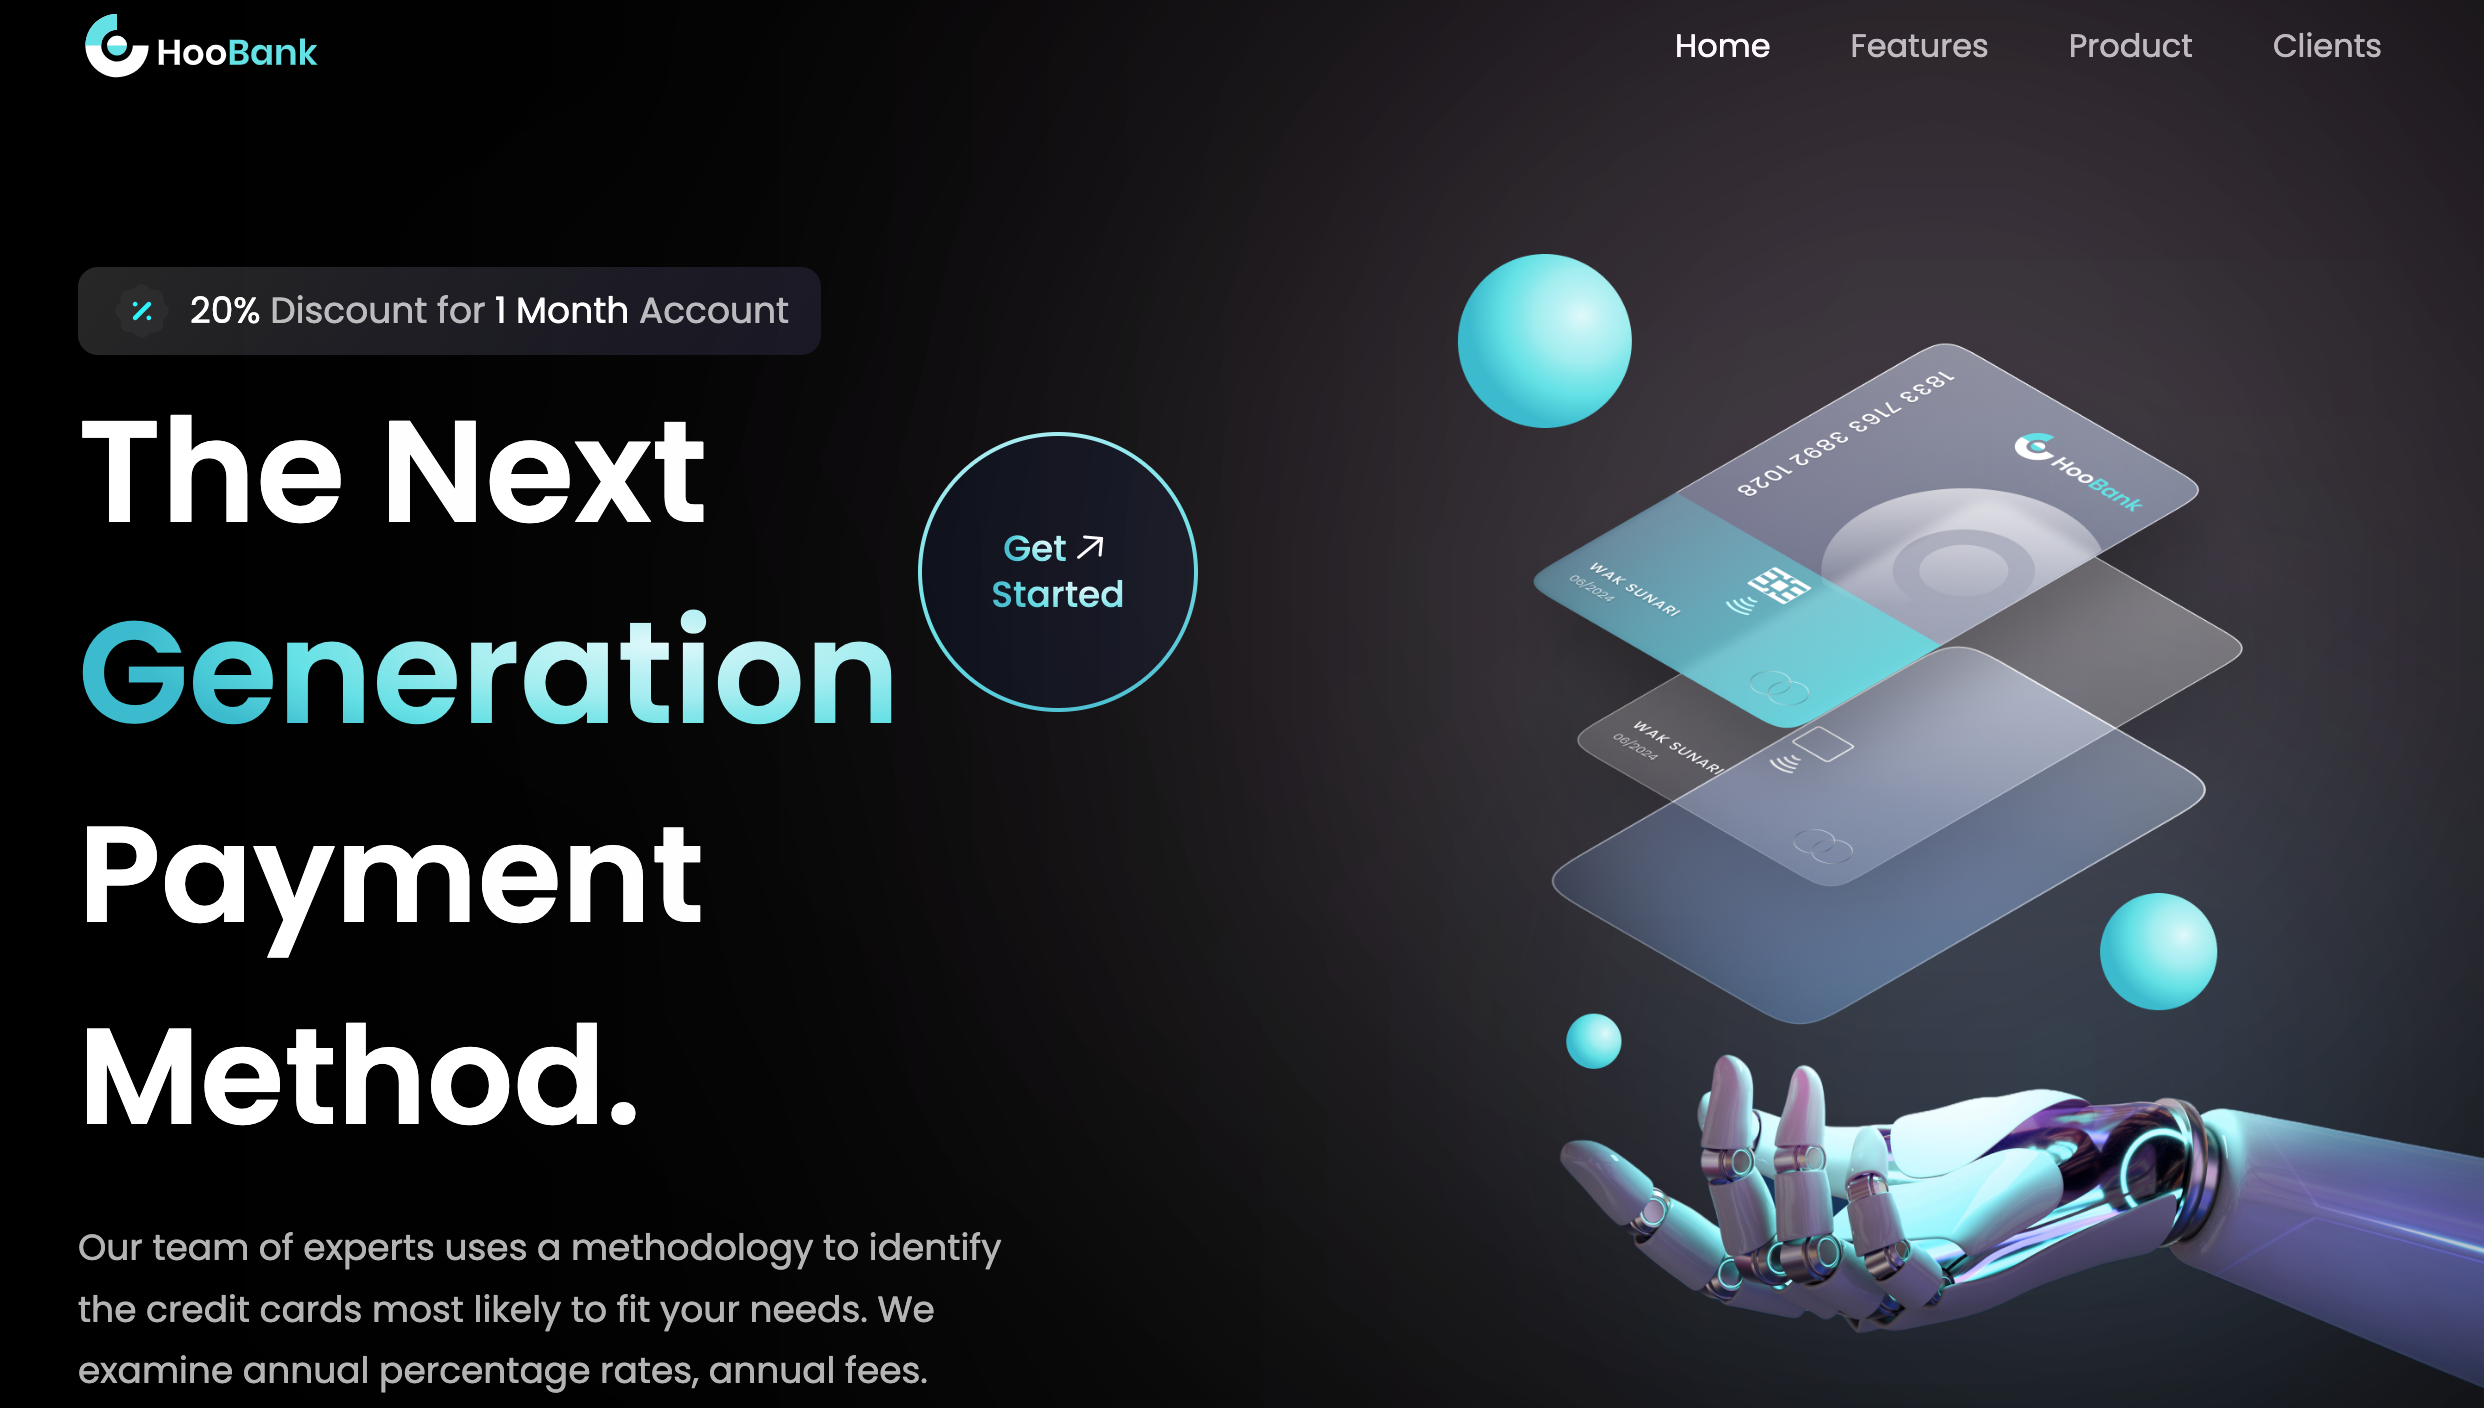 HooBank
Home Features Product Clients
20% Discount for 1 Month Account
The Next
Generation
Payment
Method.
Get
Started
Our team of experts uses a methodology to identify
the credit cards most likely to fit your needs. We
examine annual percentage rates, annual fees.
1833 7163 3892 1028
HooBank
WAK SUNARI
06/2024
WAK SUNARI
06/2024